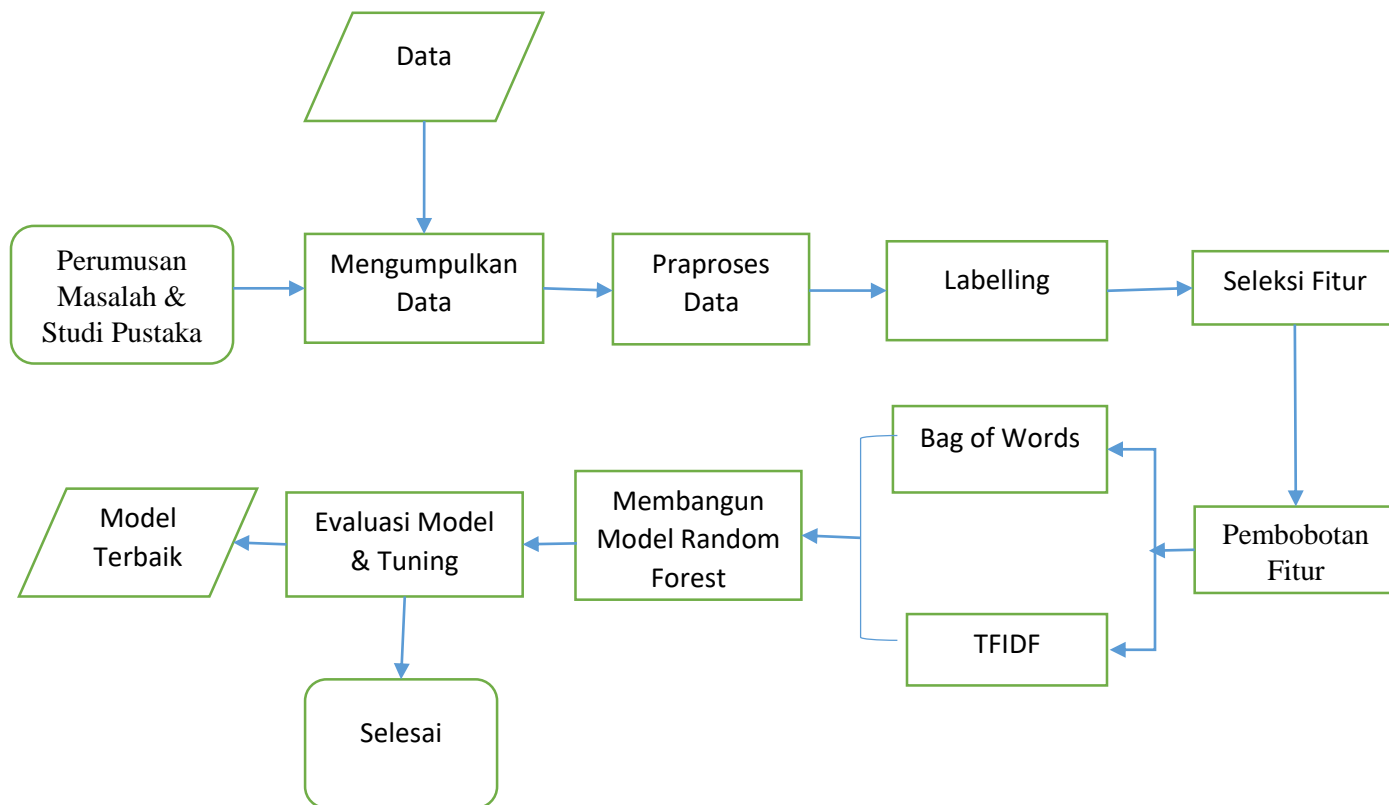 Data
Perumusan
Masalah &
Studi Pustaka
Mengumpulkan
Data
Praproses
Data
Labelling
Seleksi Fitur
Pembobotan
Fitur
Bag of Words
TFIDF
Membangun
Model Random
Forest
Evaluasi Model
& Tuning
Model
Terbaik
Selesai